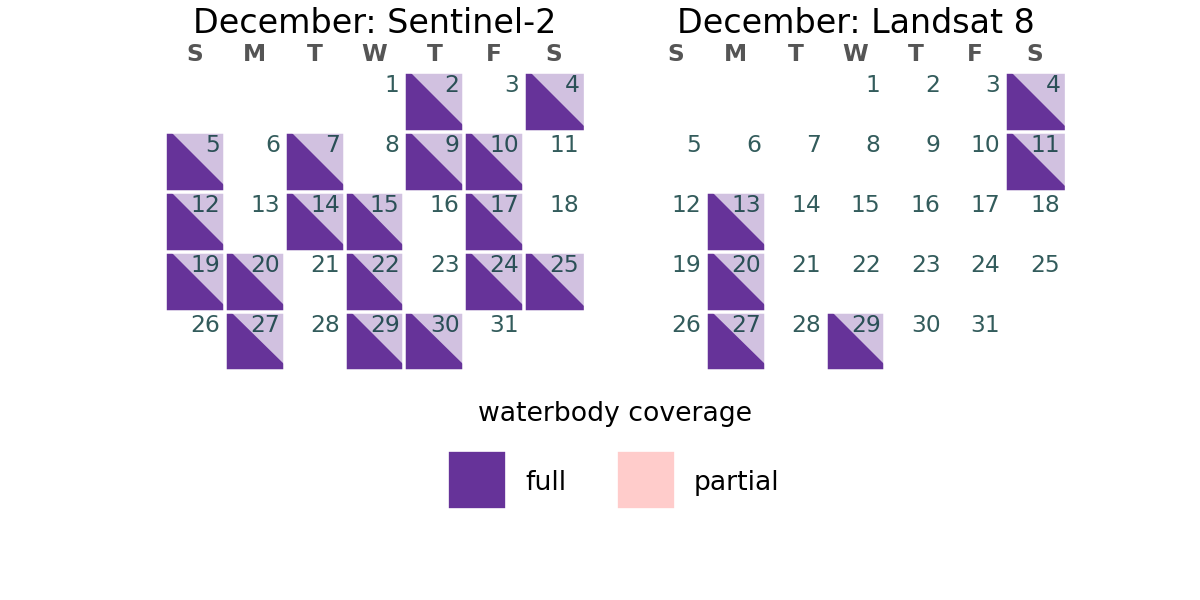 December: Sentinel-2
S M T W T F S
1 2 3 4
5 6 7 8 9 10 11
12 13 14 15 16 17 18
19 20 21 22 23 24 25
26 27 28 29 30 31
December: Landsat 8
S M T W T F S
1 2 3 4
5 6 7 8 9 10 11
12 13 14 15 16 17 18
19 20 21 22 23 24 25
26 27 28 29 30 31
waterbody coverage
full partial